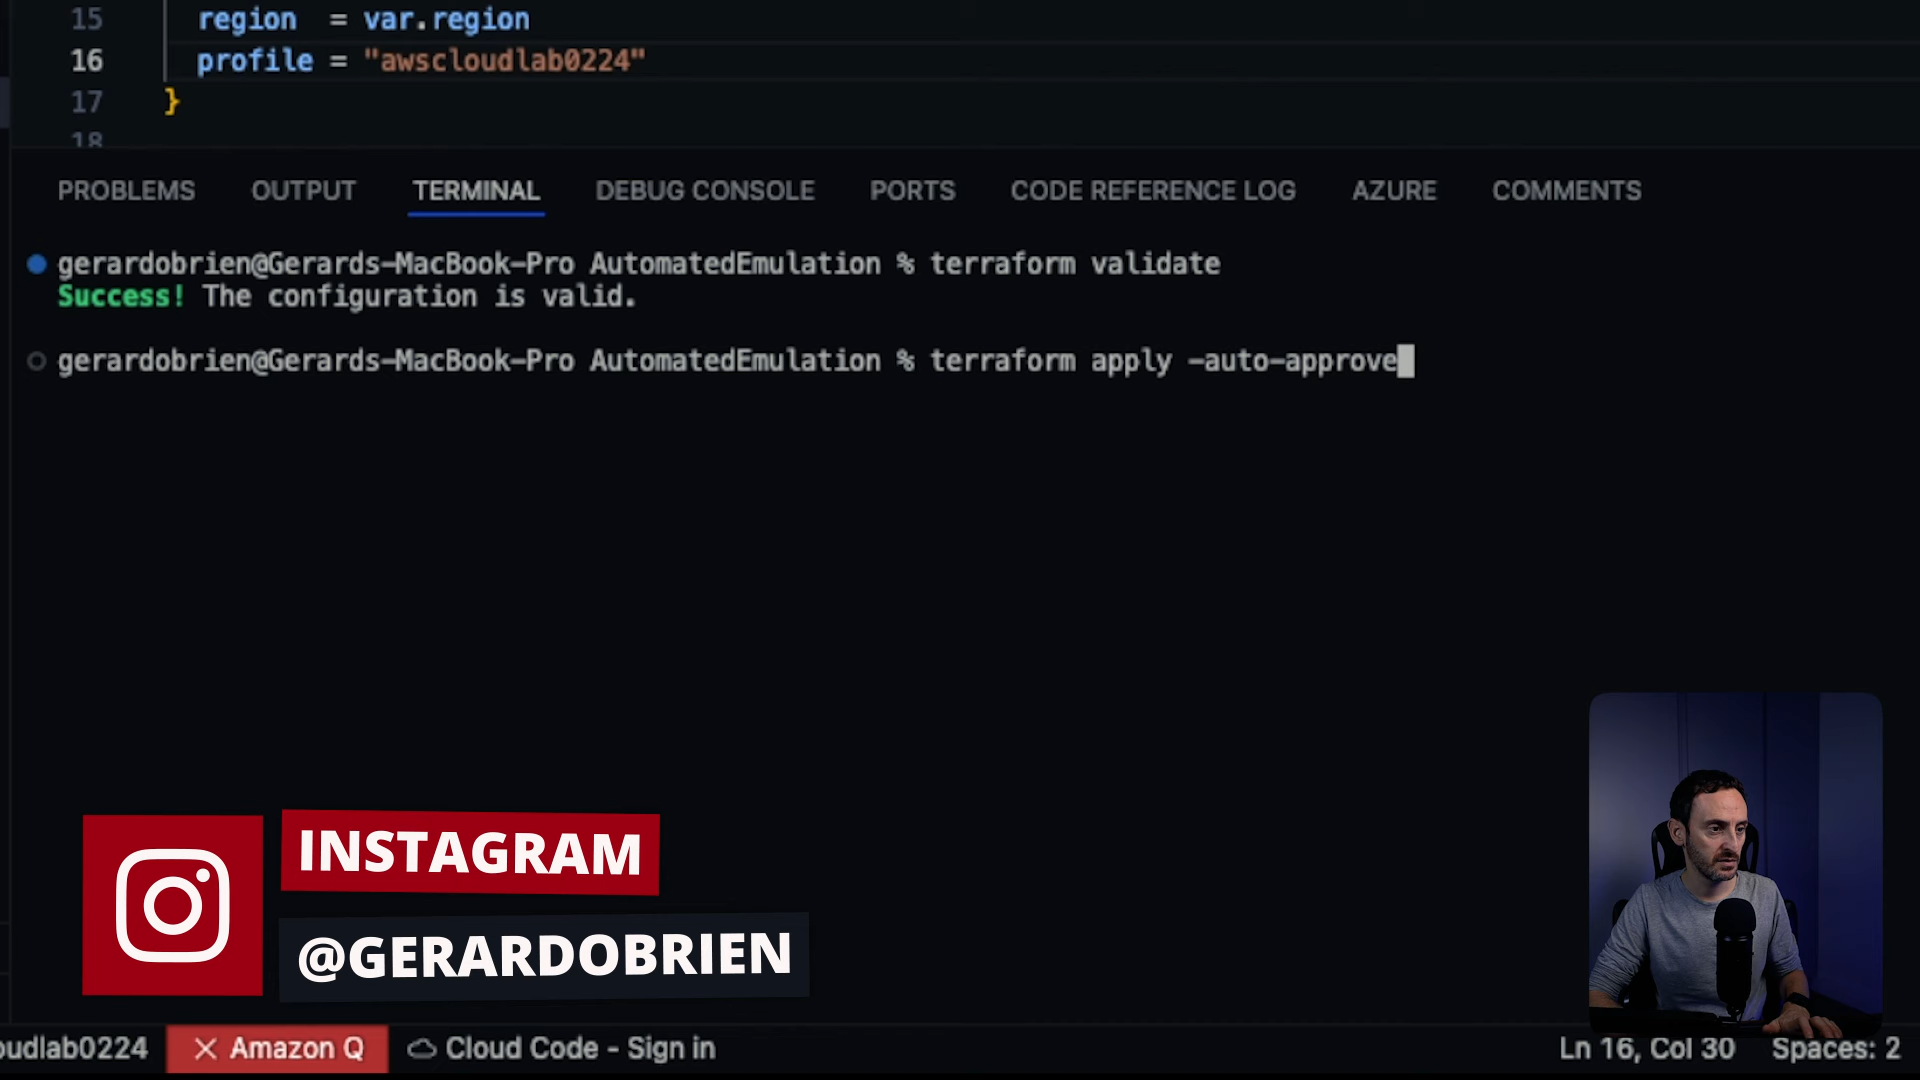 15 region = var.region
16 profile = "awscloudlab0224"
17 }
18
PROBLEMS OUTPUT TERMINAL DEBUG CONSOLE PORTS CODE REFERENCE LOG AZURE COMMENTS
gerardobrien@Gerards-MacBook-Pro AutomatedEmulation % terraform validate
Success! The configuration is valid.
gerardobrien@Gerards-MacBook-Pro AutomatedEmulation % terraform apply -auto-approve
INSTAGRAM
@GERARDOBRIEN
oudlab0224 Amazon Q Cloud Code - Sign in Ln 16, Col 30 Spaces: 2